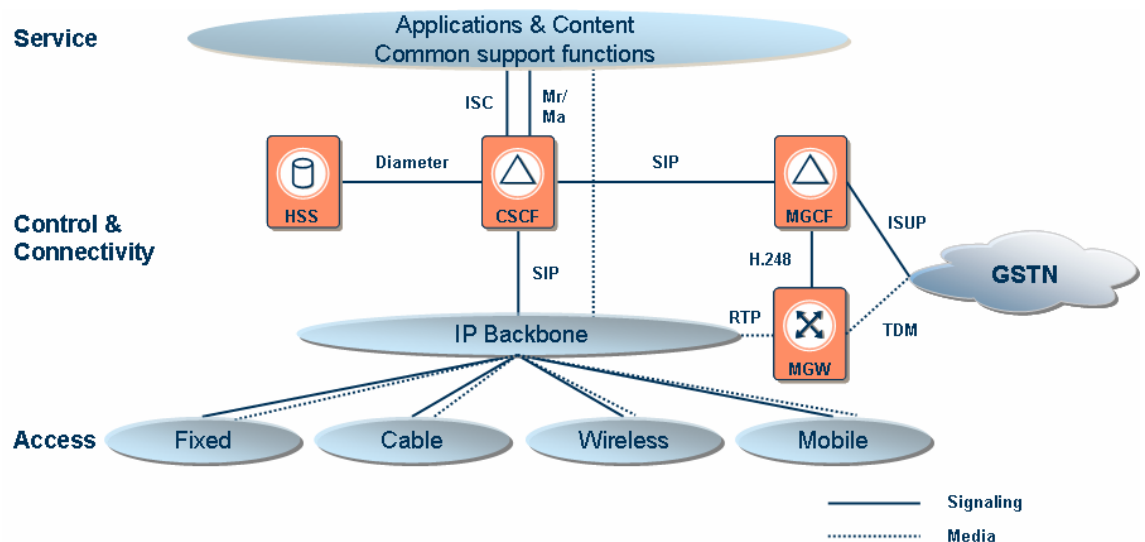 Service
Applications & Content
Common support functions
ISC
Mr/
Ma
Diameter
SIP
HSS
CSCF
MGCF
ISUP
Control &
Connectivity
SIP
H.248
GSTN
RTP
TDM
IP Backbone
MGW
Access
Fixed
Cable
Wireless
Mobile
Signaling
Media